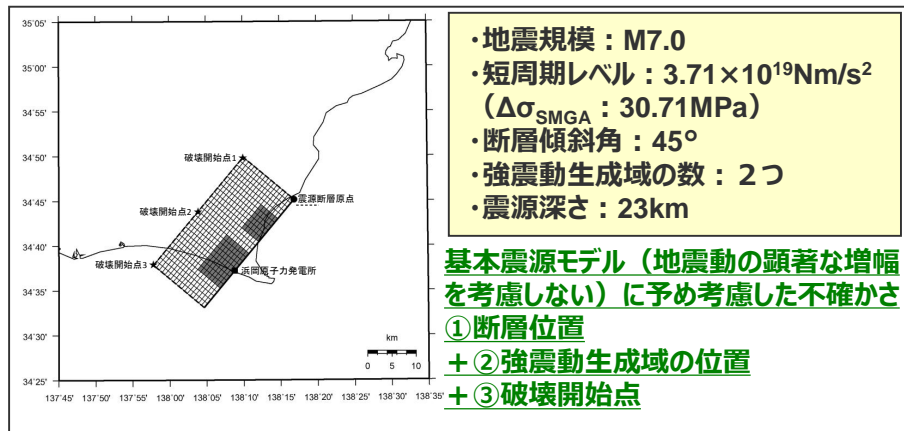 35˚05'
35˚00'
34˚55'
34˚50'
34˚45'
34˚40'
34˚35'
34˚30'
34˚25'
137˚45' 137˚50' 137˚55' 138˚00' 138˚05' 138˚10' 138˚15' 138˚20' 138˚25' 138˚30' 138˚35'
破壊開始点1
震源断層原点
破壊開始点2
破壊開始点3
浜岡原子力発電所
km
0 5 10
・地震規模：M7.0
・短周期レベル：3.71×10¹⁹Nm/s²
（ΔσSMGA：30.71MPa）
・断層傾斜角：45°
・強震動生成域の数：２つ
・震源深さ：23km
基本震源モデル（地震動の顕著な増幅
を考慮しない）に予め考慮した不確かさ
①断層位置
＋②強震動生成域の位置
＋③破壊開始点